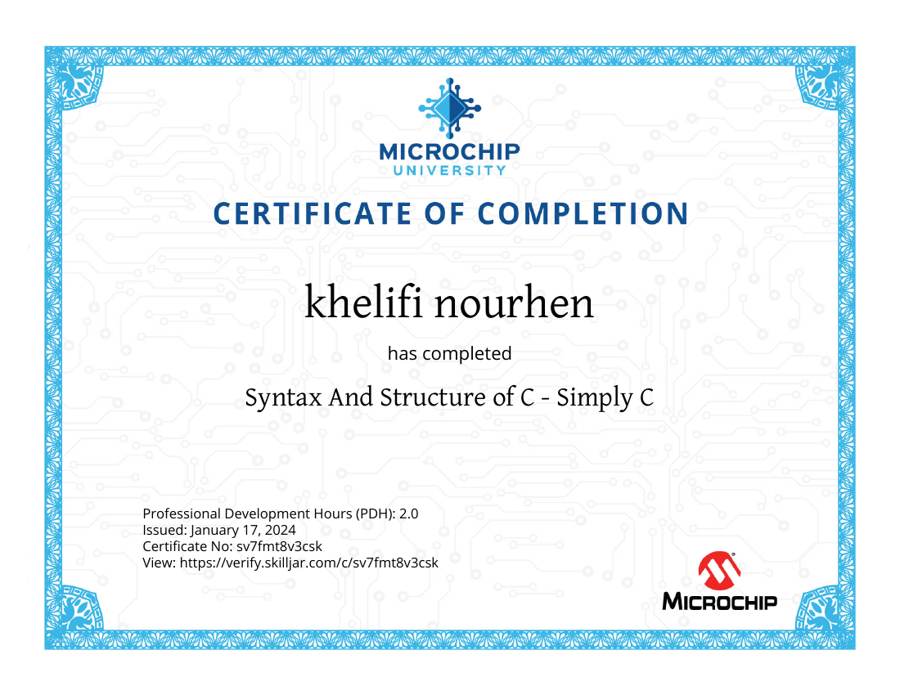 MICROCHIP
UNIVERSITY
CERTIFICATE OF COMPLETION
khelifi nourhen
has completed
Syntax And Structure of C - Simply C
Professional Development Hours (PDH): 2.0
Issued: January 17, 2024
Certificate No: sv7fmt8v3csk
View: https://verify.skilljar.com/c/sv7fmt8v3csk
MICROCHIP